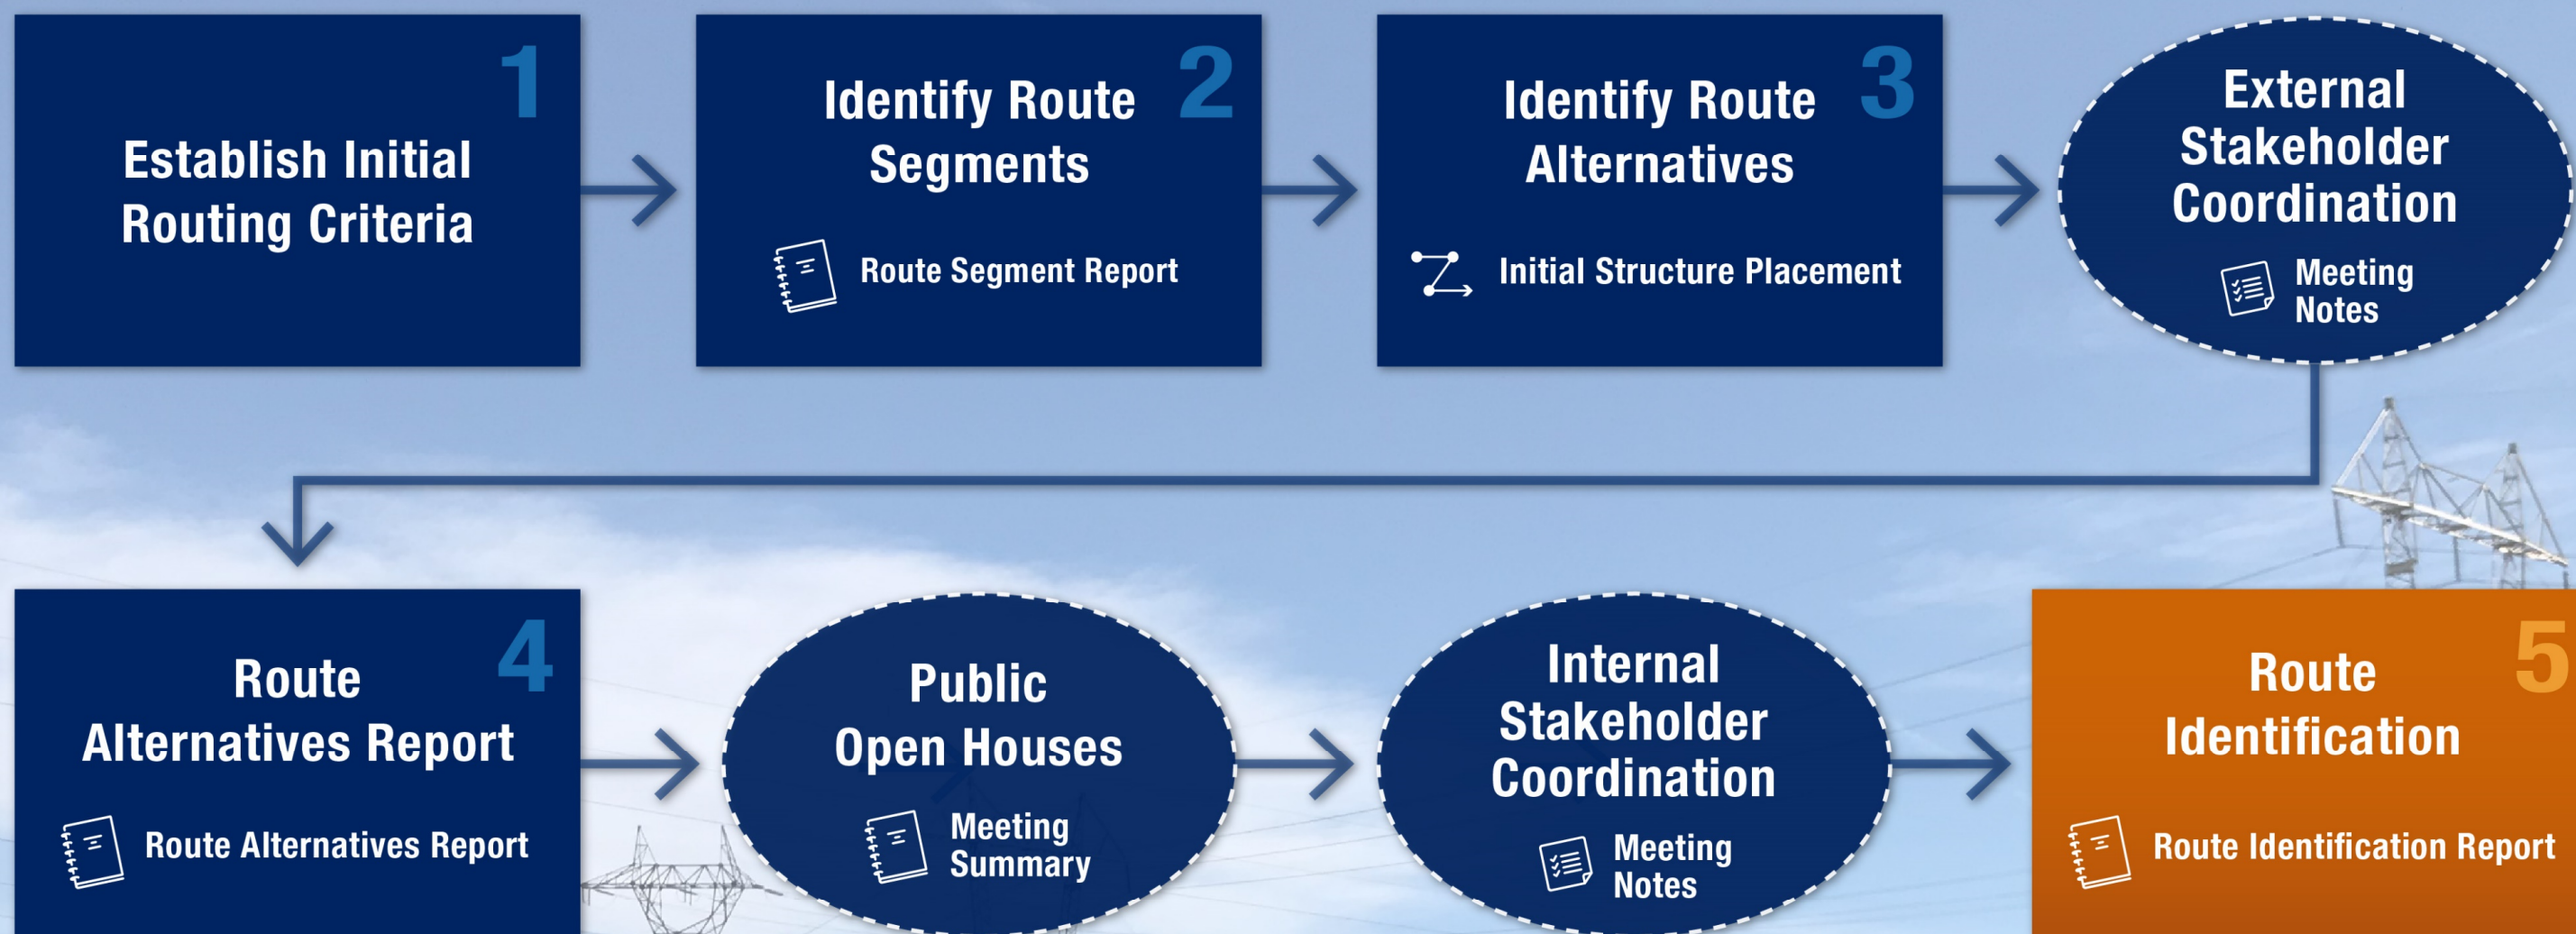 1
Establish Initial
Routing Criteria
2
Identify Route
Segments
Route Segment Report
3
Identify Route
Alternatives
Initial Structure Placement
External
Stakeholder
Coordination
Meeting
Notes
4
Route
Alternatives Report
Route Alternatives Report
Public
Open Houses
Meeting
Summary
Internal
Stakeholder
Coordination
Meeting
Notes
5
Route
Identification
Route Identification Report